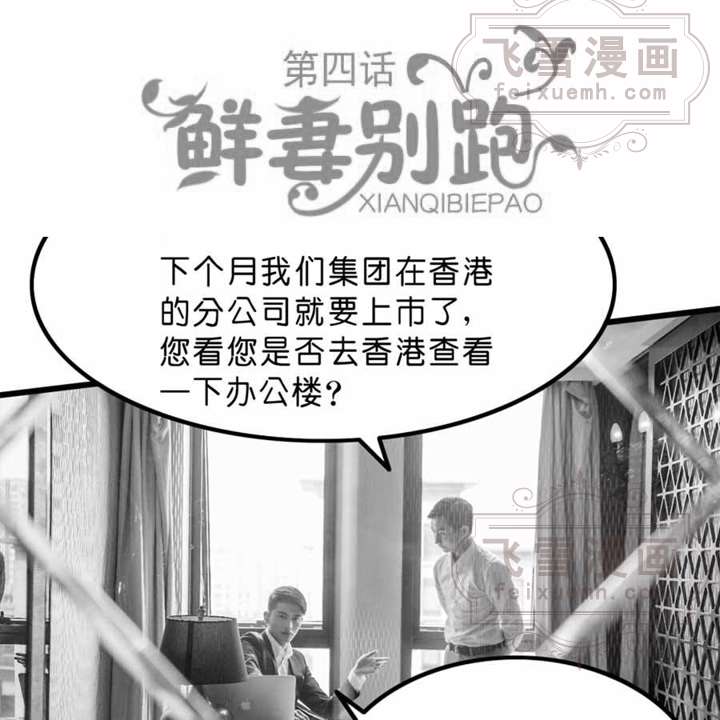 飞雪漫画
feixuemh.com
第四话
鲜妻别跑
XIANQIBIEPAO
下个月我们集团在香港
的分公司就要上市了，
您看您是否去香港查看
一下办公楼？
飞雪漫画
feixuemh.com